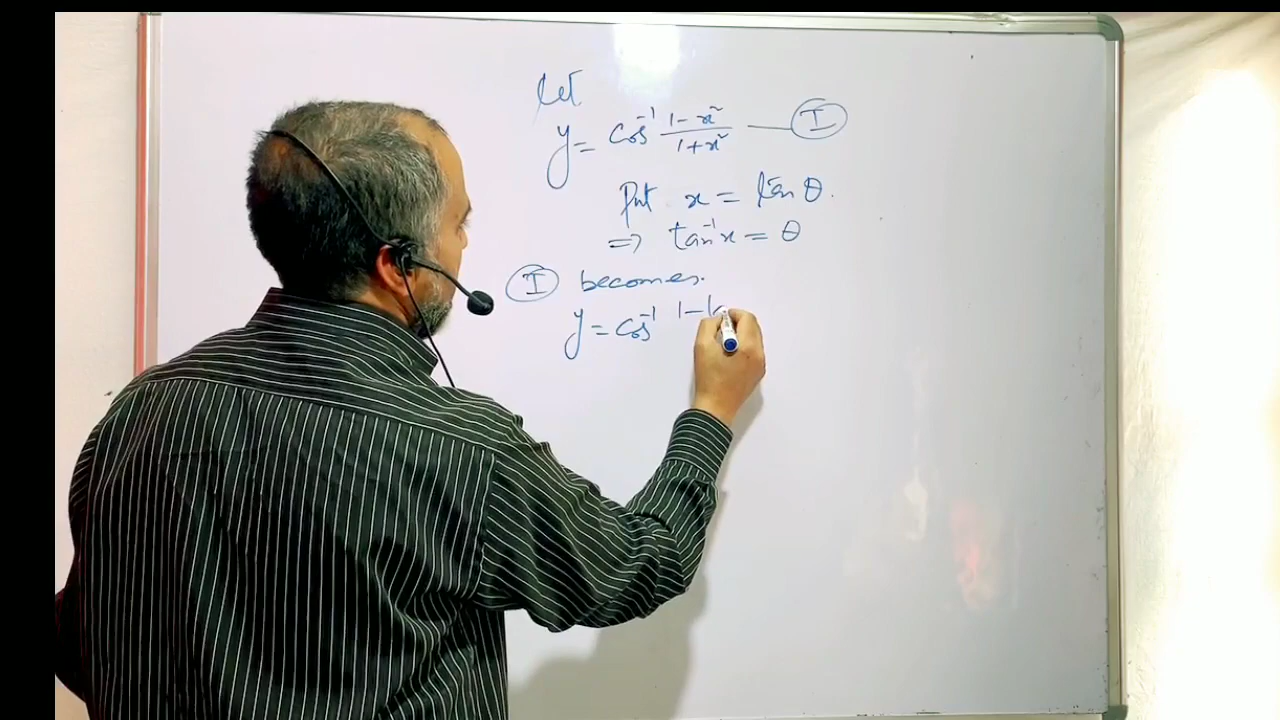 let
y = cos⁻¹ (1-x²)/(1+x²) — I
Put x = tan θ.
⇒ tan⁻¹x = θ
I becomes.
y = cos⁻¹ 1-